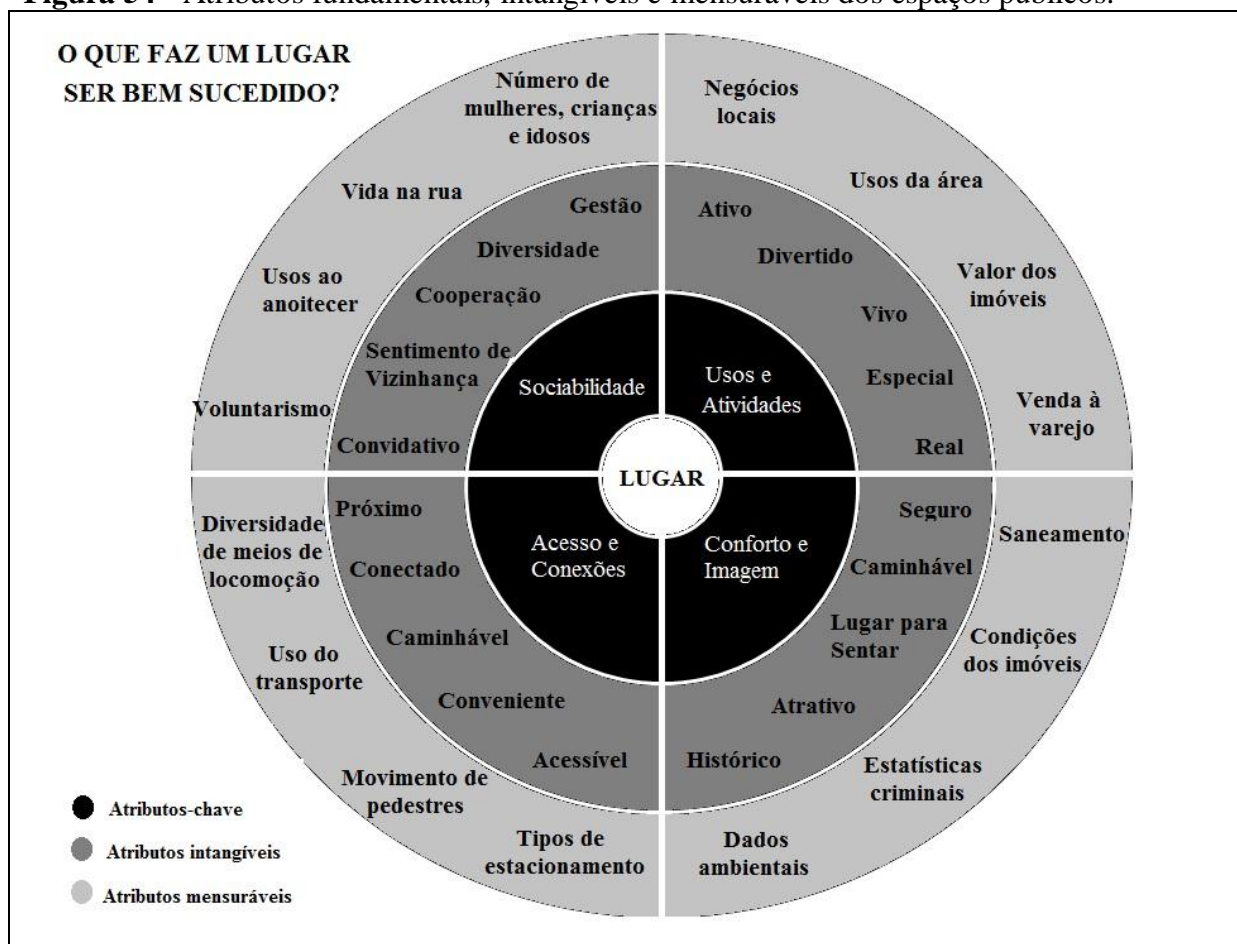 Figura 54 - Atributos fundamentais, intangíveis e mensuráveis dos espaços públicos.
O QUE FAZ UM LUGAR
SER BEM SUCEDIDO?
Número de
mulheres, crianças
e idosos
Vida na rua
Usos ao
anoitecer
Voluntarismo
Negócios
locais
Usos da área
Valor dos
imóveis
Venda à
varejo
Gestão
Diversidade
Cooperação
Sentimento de
Vizinhança
Convidativo
Ativo
Divertido
Vivo
Especial
Real
Sociabilidade
Usos e
Atividades
LUGAR
Acesso e
Conexões
Conforto e
Imagem
Próximo
Conectado
Caminhável
Conveniente
Acessível
Seguro
Caminhável
Lugar para
Sentar
Atrativo
Histórico
Diversidade
de meios de
locomoção
Uso do
transporte
Movimento de
pedestres
Tipos de
estacionamento
Saneamento
Condições
dos imóveis
Estatísticas
criminais
Dados
ambientais
Atributos-chave
Atributos intangíveis
Atributos mensuráveis